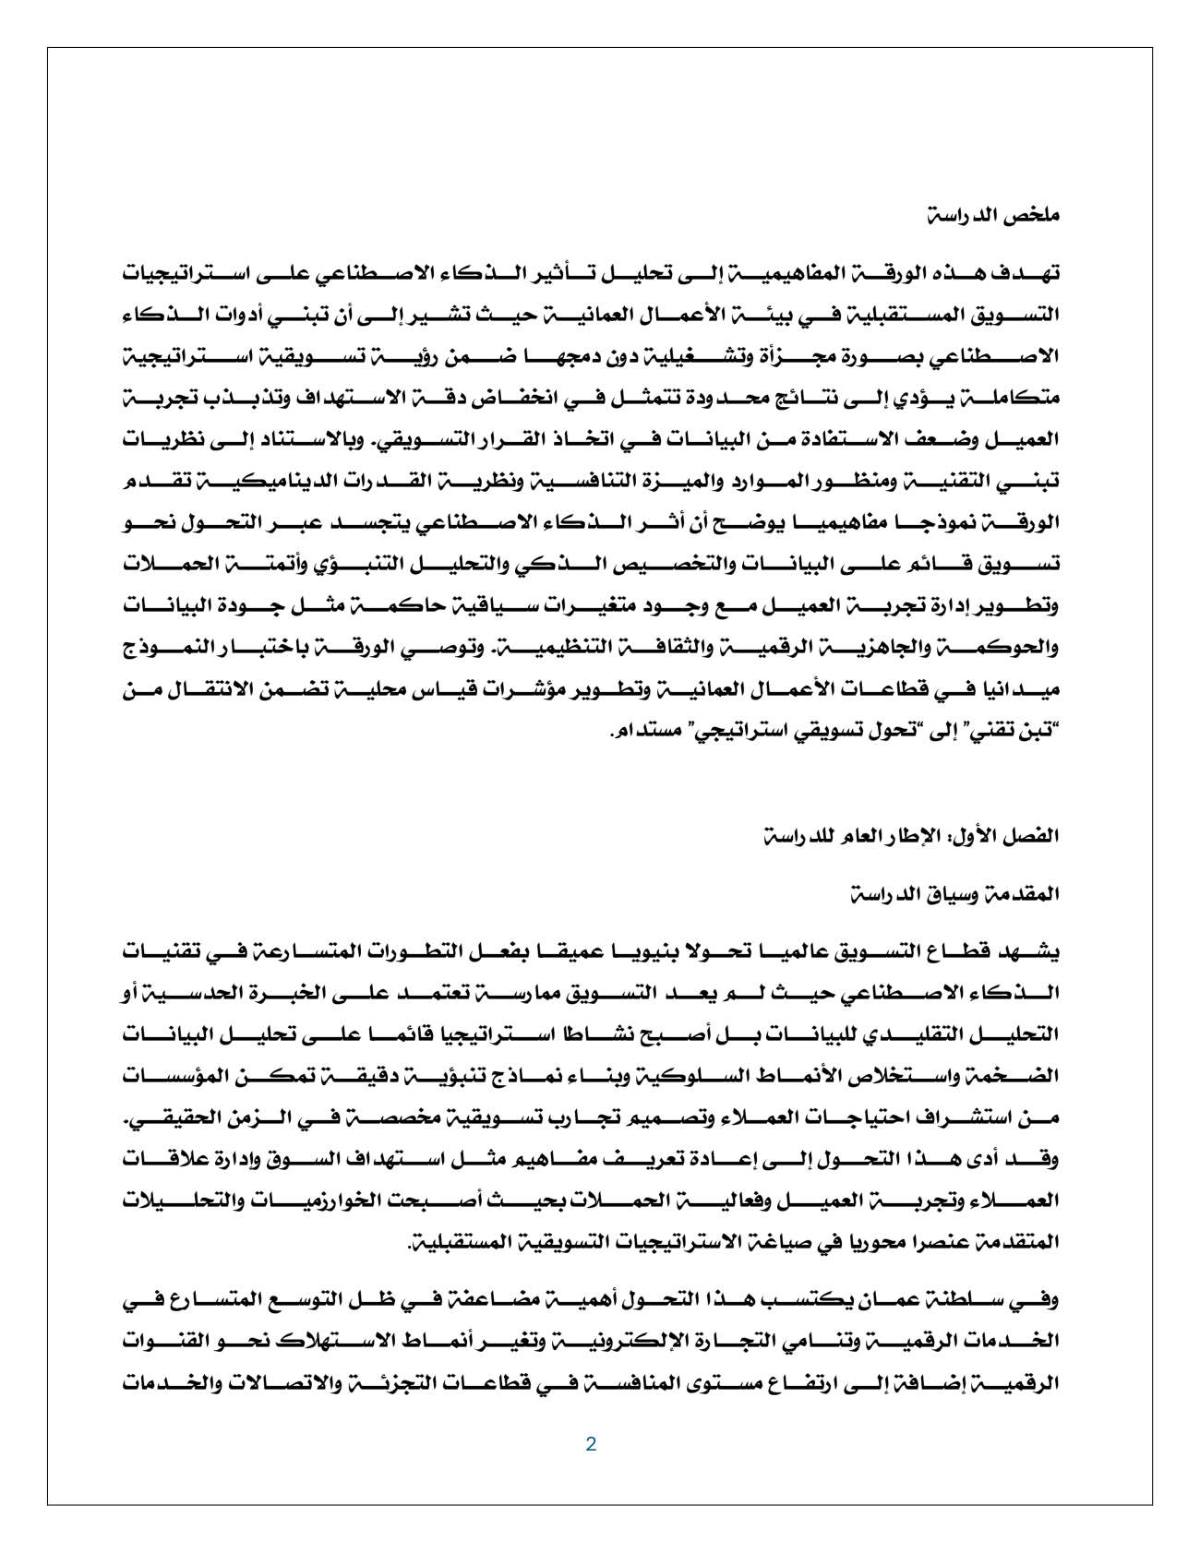 ملخص الدراسة
تهدف هذه الورقة المفاهيمية إلى تحليل تأثير الذكاء الاصطناعي على استراتيجيات
التسويق المستقبلية في بيئة الأعمال العمانية حيث تشير إلى أن تبني أدوات الذكاء
الاصطناعي بصورة مجزأة وتشغيلية دون دمجها ضمن رؤية تسويقية استراتيجية
متكاملة يؤدي إلى نتائج محدودة تتمثل في انخفاض دقة الاستهداف وتذبذب تجربة
العميل وضعف الاستفادة من البيانات في اتخاذ القرار التسويقي. وبالاستناد إلى نظريات
تبني التقنية ومنظور الموارد والميزة التنافسية ونظرية القدرات الديناميكية تقدم
الورقة نموذجا مفاهيميا يوضح أن أثر الذكاء الاصطناعي يتجسد عبر التحول نحو
تسويق قائم على البيانات والتخصيص الذكي والتحليل التنبؤي وأتمتة الحملات
وتطوير إدارة تجربة العميل مع وجود متغيرات سياقية حاكمة مثل جودة البيانات
والحوكمة والجاهزية الرقمية والثقافة التنظيمية. وتوصي الورقة باختبار النموذج
ميدانيا في قطاعات الأعمال العمانية وتطوير مؤشرات قياس محلية تضمن الانتقال من
“تبن تقني” إلى “تحول تسويقي استراتيجي” مستدام.
الفصل الأول: الإطار العام للدراسة
المقدمة وسياق الدراسة
يشهد قطاع التسويق عالميا تحولا بنيويا عميقا بفعل التطورات المتسارعة في تقنيات
الذكاء الاصطناعي حيث لم يعد التسويق ممارسة تعتمد على الخبرة الحدسية أو
التحليل التقليدي للبيانات بل أصبح نشاطا استراتيجيا قائما على تحليل البيانات
الضخمة واستخلاص الأنماط السلوكية وبناء نماذج تنبؤية دقيقة تمكن المؤسسات
من استشراف احتياجات العملاء وتصميم تجارب تسويقية مخصصة في الزمن الحقيقي.
وقد أدى هذا التحول إلى إعادة تعريف مفاهيم مثل استهداف السوق وإدارة علاقات
العملاء وتجربة العميل وفعالية الحملات بحيث أصبحت الخوارزميات والتحليلات
المتقدمة عنصرا محوريا في صياغة الاستراتيجيات التسويقية المستقبلية.
وفي سلطنة عمان يكتسب هذا التحول أهمية مضاعفة في ظل التوسع المتسارع في
الخدمات الرقمية وتنامي التجارة الإلكترونية وتغير أنماط الاستهلاك نحو القنوات
الرقمية إضافة إلى ارتفاع مستوى المنافسة في قطاعات التجزئة والاتصالات والخدمات
2